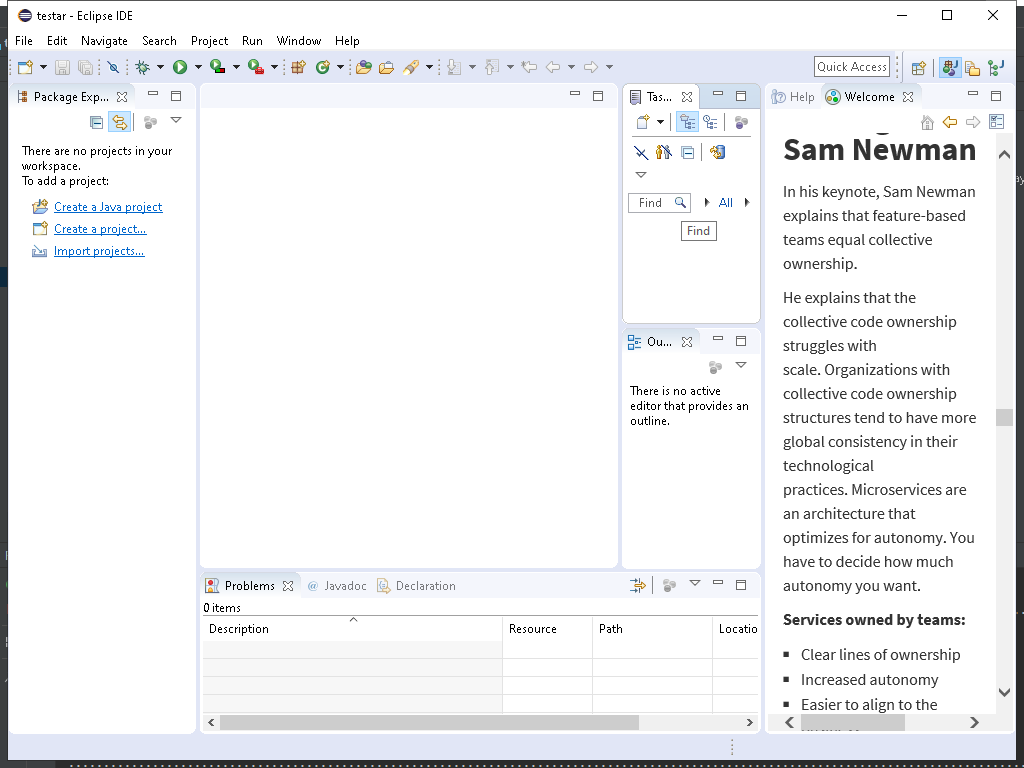 testar - Eclipse IDE
File Edit Navigate Search Project Run Window Help
Quick Access
Package Exp...
There are no projects in your
workspace.
To add a project:
Create a Java project
Create a project...
Import projects...
Tas...
Find
All
Find
Ou...
There is no active
editor that provides an
outline.
Problems @ Javadoc Declaration
0 items
Description Resource Path Locatio
Help Welcome
Sam Newman
In his keynote, Sam Newman
explains that feature-based
teams equal collective
ownership.
He explains that the
collective code ownership
struggles with
scale. Organizations with
collective code ownership
structures tend to have more
global consistency in their
technological
practices. Microservices are
an architecture that
optimizes for autonomy. You
have to decide how much
autonomy you want.
Services owned by teams:
▪ Clear lines of ownership
▪ Increased autonomy
▪ Easier to align to the